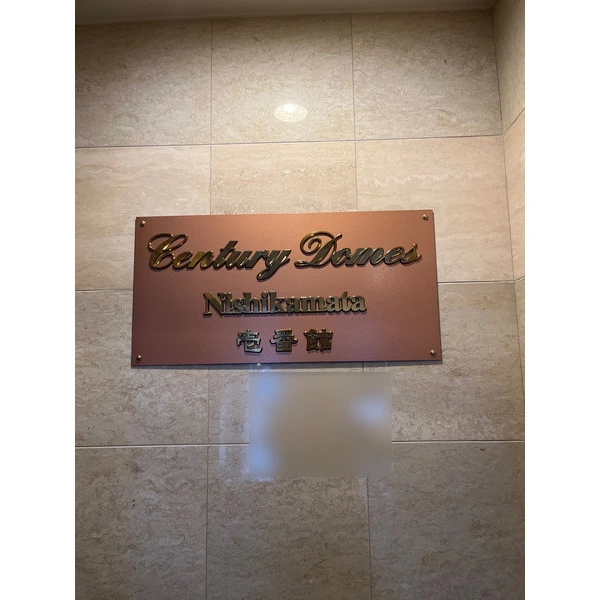 Century Domes
Nishikamata
壱番館